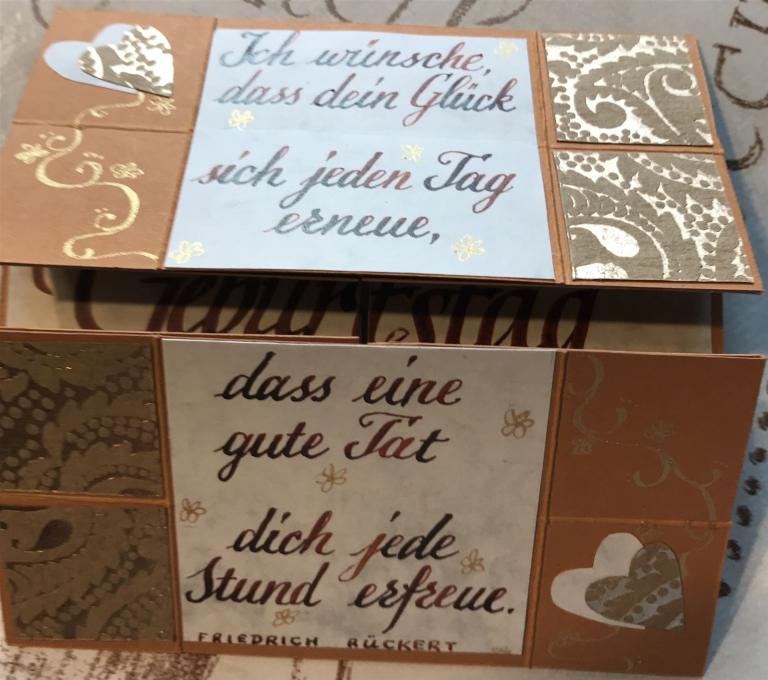 Ich wünsche,
dass dein Glück
sich jeden Tag
erneue,
Geburtstag
dass eine
gute Tat
dich jede
Stund erfreue.
FRIEDRICH RÜCKERT